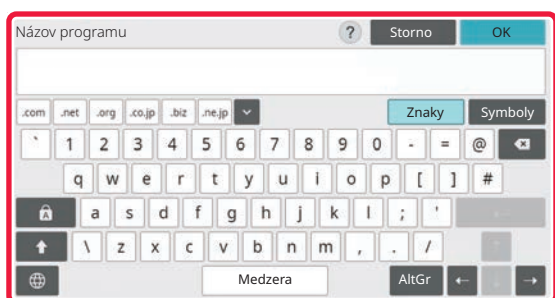 Názov programu ? Storno OK
.com .net .org .co.jp .biz .ne.jp Znaky Symboly
` 1 2 3 4 5 6 7 8 9 0 - = @
q w e r t y u i o p [ ] #
A a s d f g h j k l ; '
\ z x c v b n m , . /
Medzera AltGr